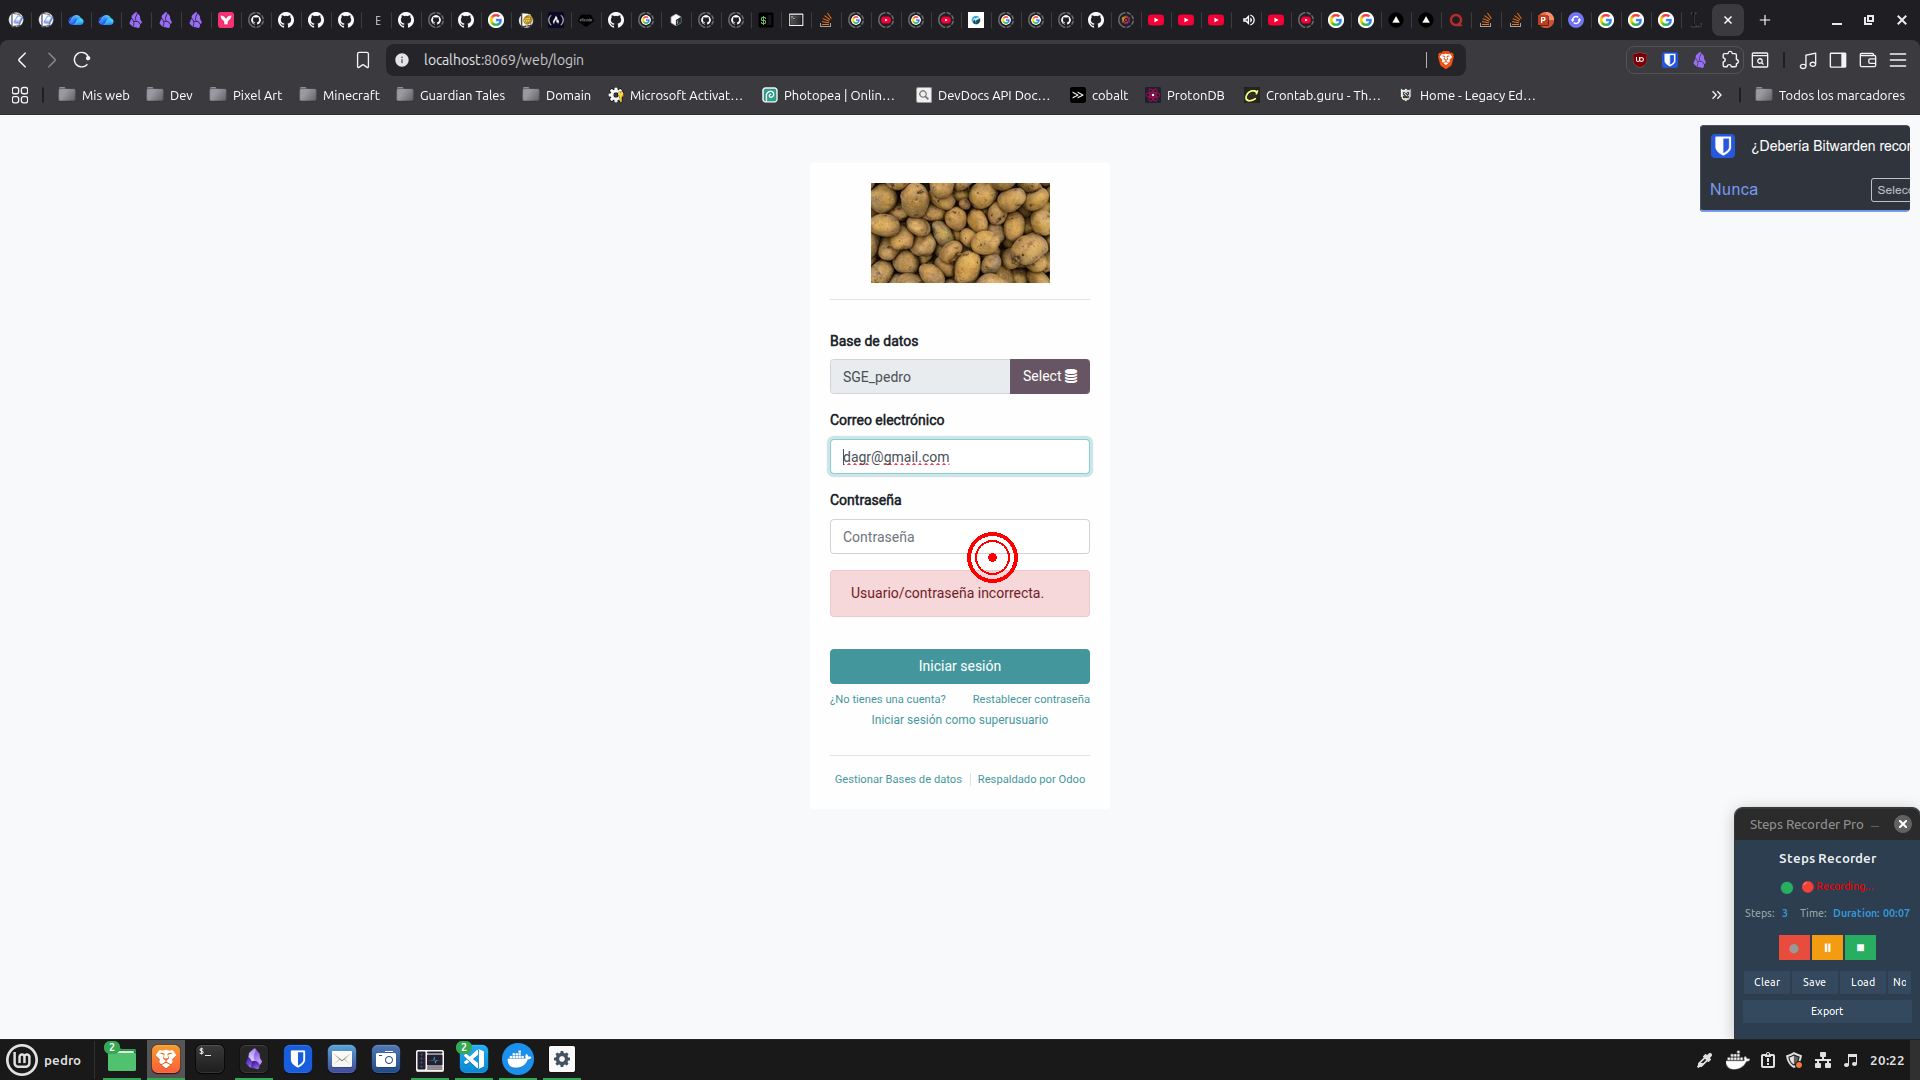 localhost:8069/web/login
Mis web
Dev
Pixel Art
Minecraft
Guardian Tales
Domain
Microsoft Activat...
Photopea | Onlin...
DevDocs API Doc...
cobalt
ProtonDB
Crontab.guru - Th...
Home - Legacy Ed...
»
Todos los marcadores
¿Debería Bitwarden recor
Nunca
Selec
Base de datos
SGE_pedro
Select
Correo electrónico
dagr@gmail.com
Contraseña
Contraseña
Usuario/contraseña incorrecta.
Iniciar sesión
¿No tienes una cuenta?
Restablecer contraseña
Iniciar sesión como superusuario
Gestionar Bases de datos
Respaldado por Odoo
Steps Recorder Pro
Steps Recorder
Recording...
Steps: 3 Time: Duration: 00:07
Clear
Save
Load
No
Export
pedro
2
2
20:22